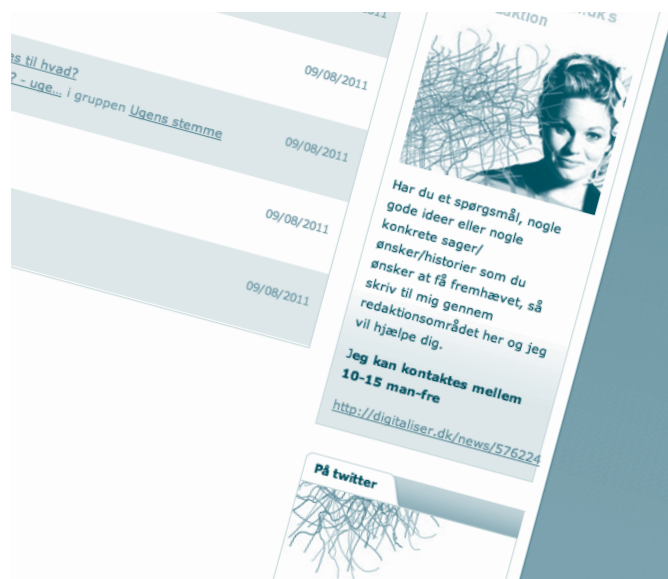 09/08/2011
es til hvad?
? - uge... i gruppen Ugens stemme
09/08/2011
09/08/2011
09/08/2011
Har du et spørgsmål, nogle
gode ideer eller nogle
konkrete sager/
ønsker/historier som du
ønsker at få fremhævet, så
skriv til mig gennem
redaktionsområdet her og jeg
vil hjælpe dig.
Jeg kan kontaktes mellem
10-15 man-fre
http://digitaliser.dk/news/576224
På twitter